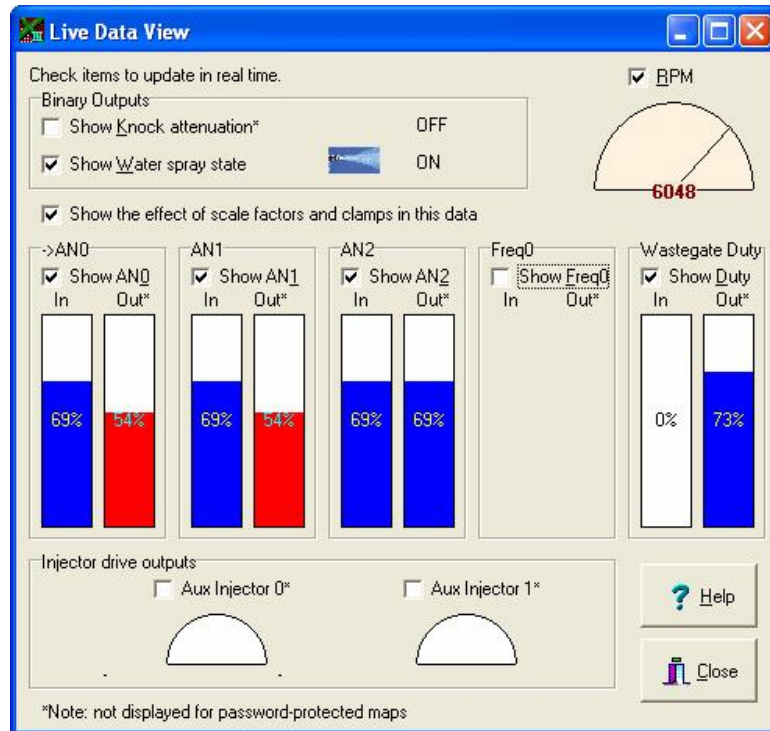 Live Data View
Check items to update in real time.
RPM
Binary Outputs
Show Knock attenuation* OFF
Show Water spray state ON
6048
Show the effect of scale factors and clamps in this data
->AN0 AN1 AN2 Freq0 Wastegate Duty
Show AN0 Show AN1 Show AN2 Show Freq0 Show Duty
In Out* In Out* In Out* In Out* In Out*
69% 54% 69% 54% 69% 69% 0% 73%
Injector drive outputs
Aux Injector 0* Aux Injector 1*
- -
? Help
Close
*Note: not displayed for password-protected maps